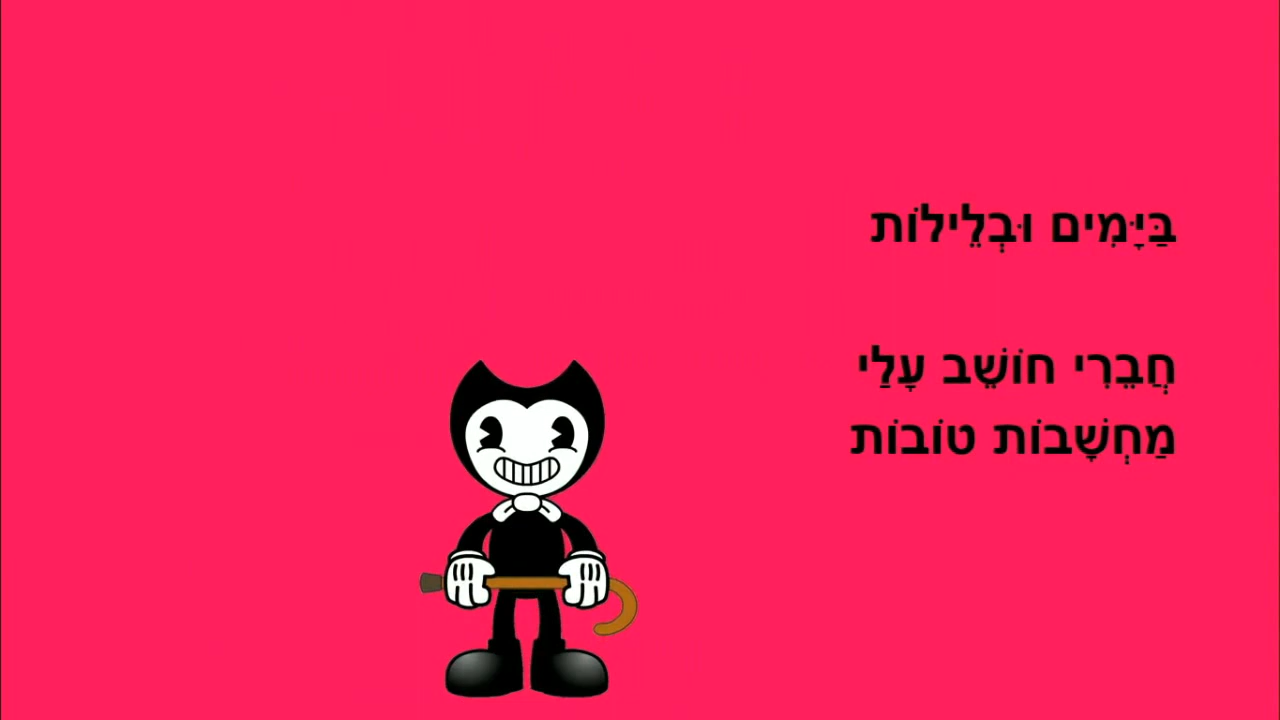 בַּיָּמִים וּבְלֵילוֹת
חֲבֵרִי חוֹשֵׁב עָלַי
מַחְשָׁבוֹת טוֹבוֹת